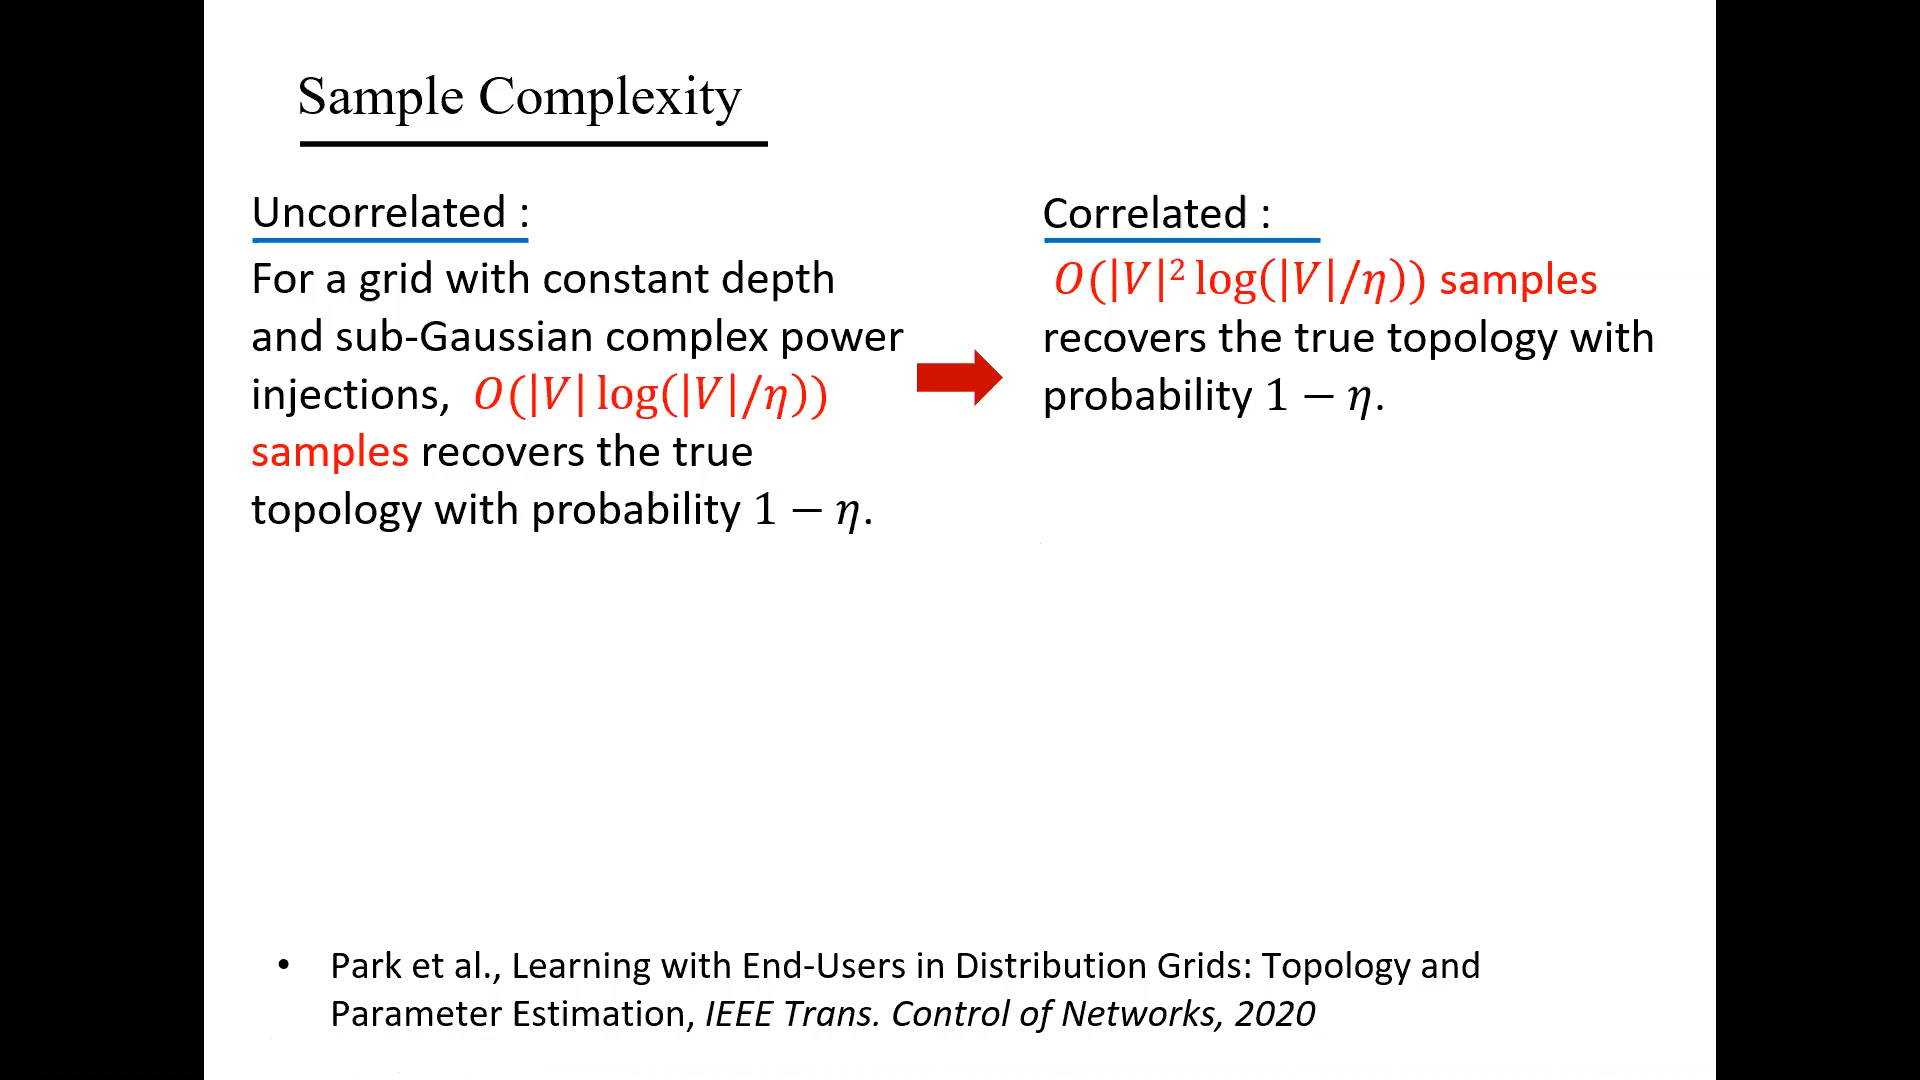 Sample Complexity
Uncorrelated :
For a grid with constant depth
and sub-Gaussian complex power
injections, 𝑂(|𝑉| log(|𝑉|/𝜂))
samples recovers the true
topology with probability 1 − 𝜂.
Correlated :
𝑂(|𝑉|² log(|𝑉|/𝜂)) samples
recovers the true topology with
probability 1 − 𝜂.
• Park et al., Learning with End-Users in Distribution Grids: Topology and
Parameter Estimation, IEEE Trans. Control of Networks, 2020